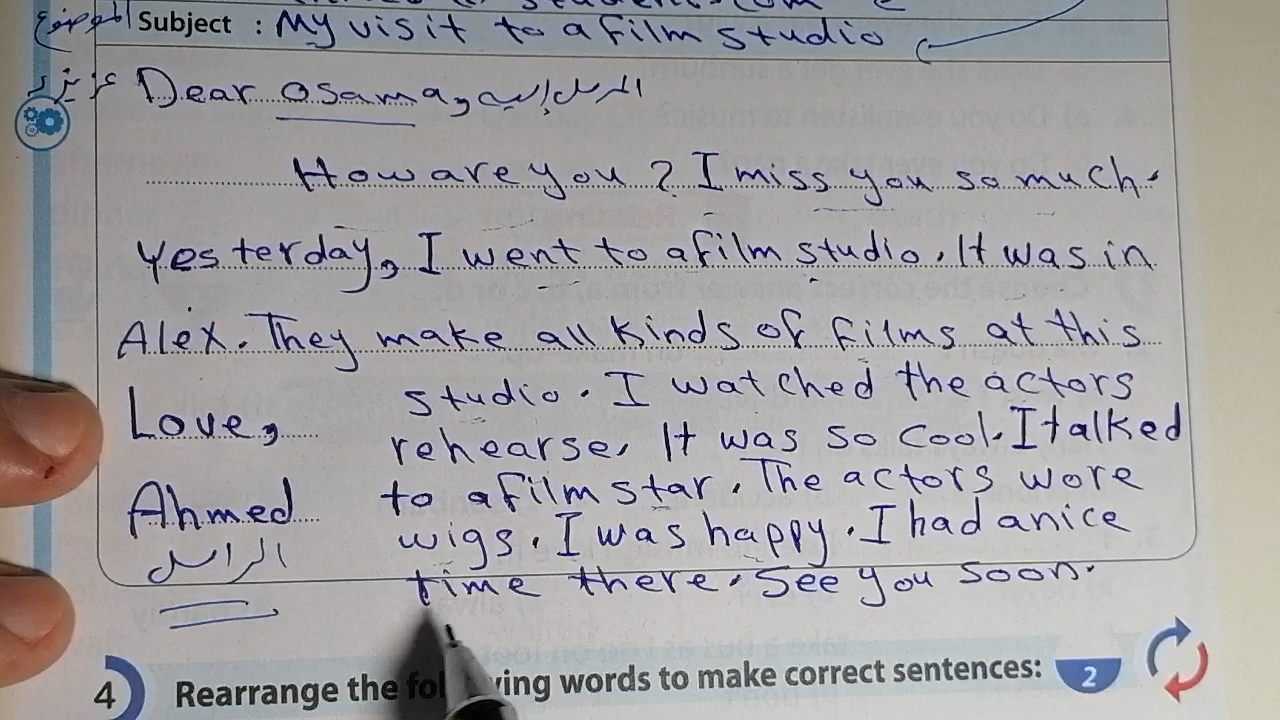 الموضوع Subject : My visit to a film studio
عزيزي Dear Osama,
How are you ? I miss you so much.
Yesterday, I went to a film studio. It was in
Alex. They make all kinds of films at this
studio. I watched the actors
Love,
rehearse. It was so cool. I talked
to a film star. The actors wore
Ahmed
wigs. I was happy. I had a nice
الراسل
time there. See you soon.
4 Rearrange the following words to make correct sentences: 2